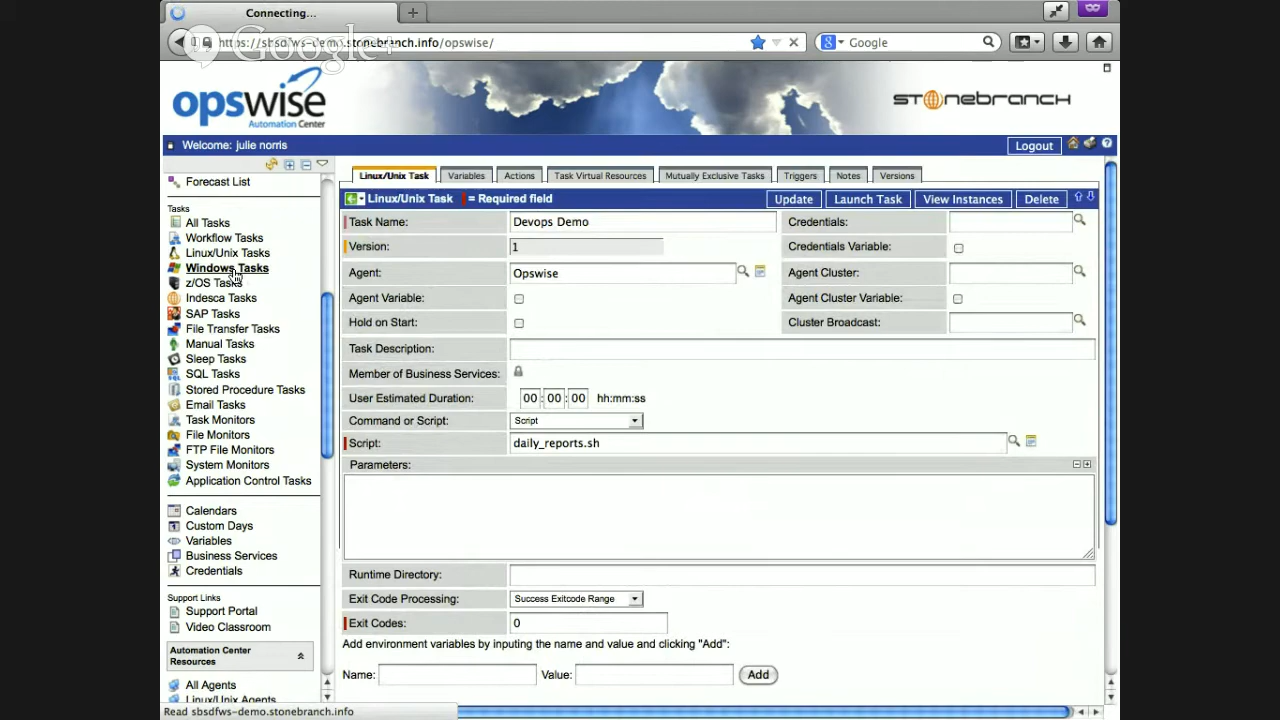 Connecting...
https://sbsdfws-demo.stonebranch.info/opswise/
Google+
Google
opswise
Automation Center
STONEBRANCH
Welcome: julie norris
Logout
Forecast List
Tasks
All Tasks
Workflow Tasks
Linux/Unix Tasks
Windows Tasks
z/OS Tasks
Indesca Tasks
SAP Tasks
File Transfer Tasks
Manual Tasks
Sleep Tasks
SQL Tasks
Stored Procedure Tasks
Email Tasks
Task Monitors
File Monitors
FTP File Monitors
System Monitors
Application Control Tasks
Calendars
Custom Days
Variables
Business Services
Credentials
Support Links
Support Portal
Video Classroom
Automation Center
Resources
All Agents
Linux/Unix Agents
Linux/Unix Task Variables Actions Task Virtual Resources Mutually Exclusive Tasks Triggers Notes Versions
Linux/Unix Task = Required field Update Launch Task View Instances Delete
Task Name: Devops Demo Credentials:
Version: 1 Credentials Variable:
Agent: Opswise Agent Cluster:
Agent Variable: Agent Cluster Variable:
Hold on Start: Cluster Broadcast:
Task Description:
Member of Business Services:
User Estimated Duration: 00:00:00 hh:mm:ss
Command or Script: Script
Script: daily_reports.sh
Parameters:
Runtime Directory:
Exit Code Processing: Success Exitcode Range
Exit Codes: 0
Add environment variables by inputing the name and value and clicking "Add":
Name: Value: Add
Read sbsdfws-demo.stonebranch.info